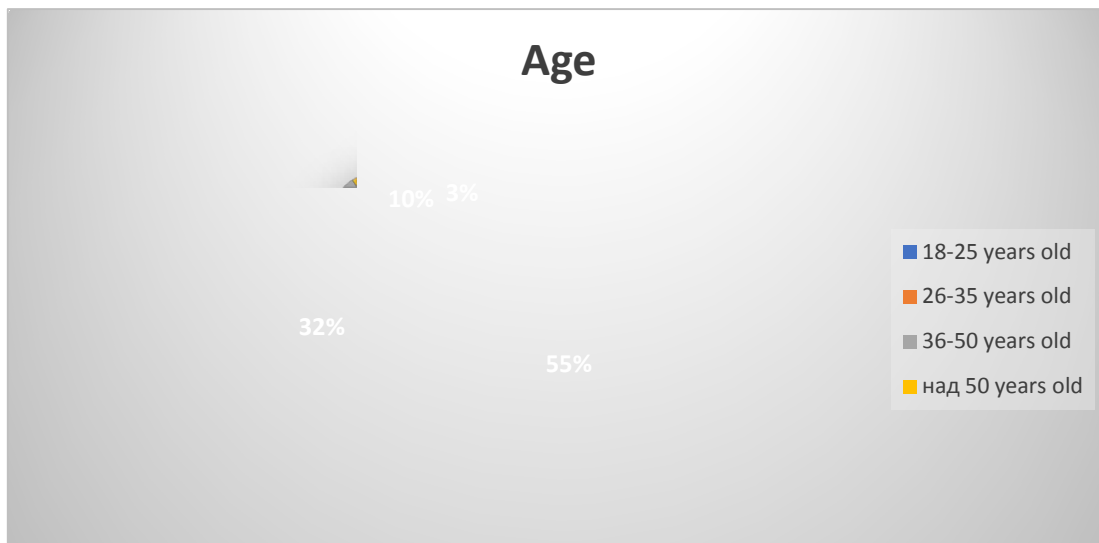 Age
10%
3%
32%
55%
18-25 years old
26-35 years old
36-50 years old
над 50 years old